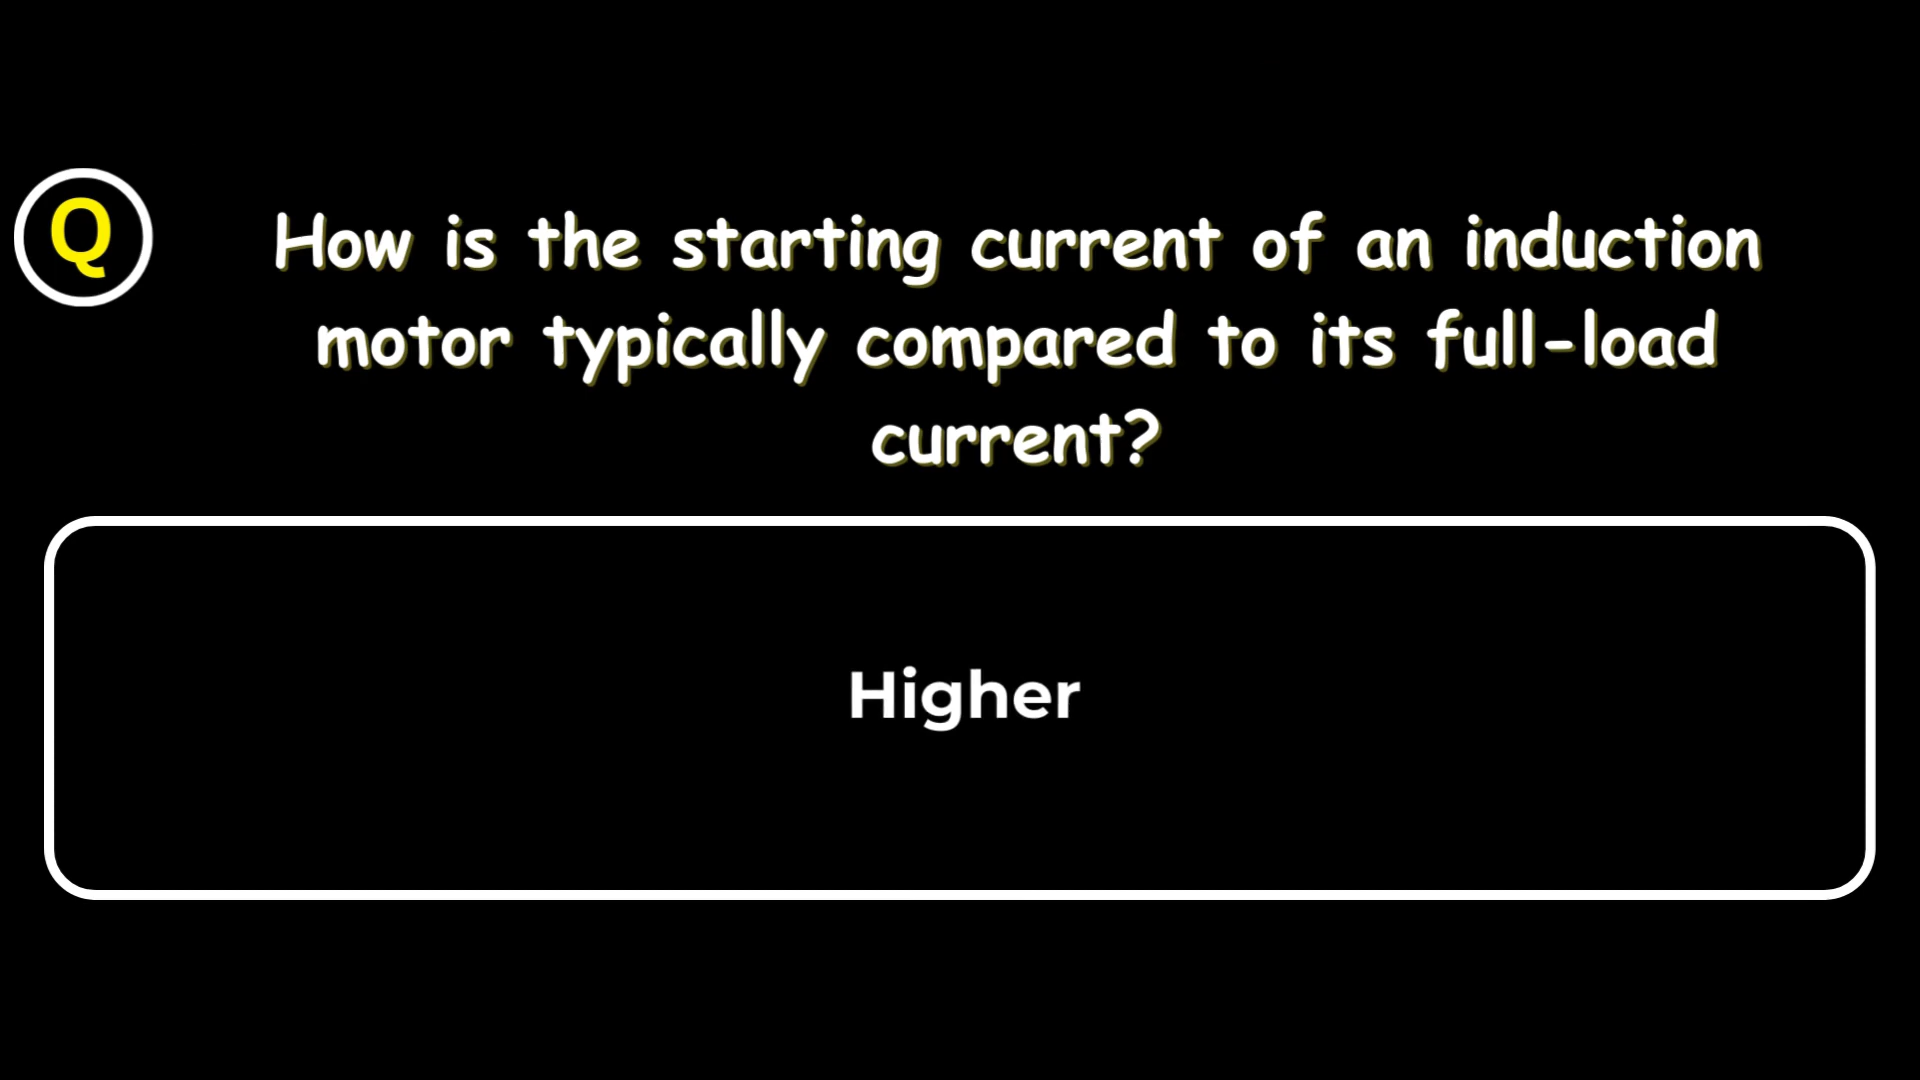 Q
How is the starting current of an induction
motor typically compared to its full-load
current?
Higher